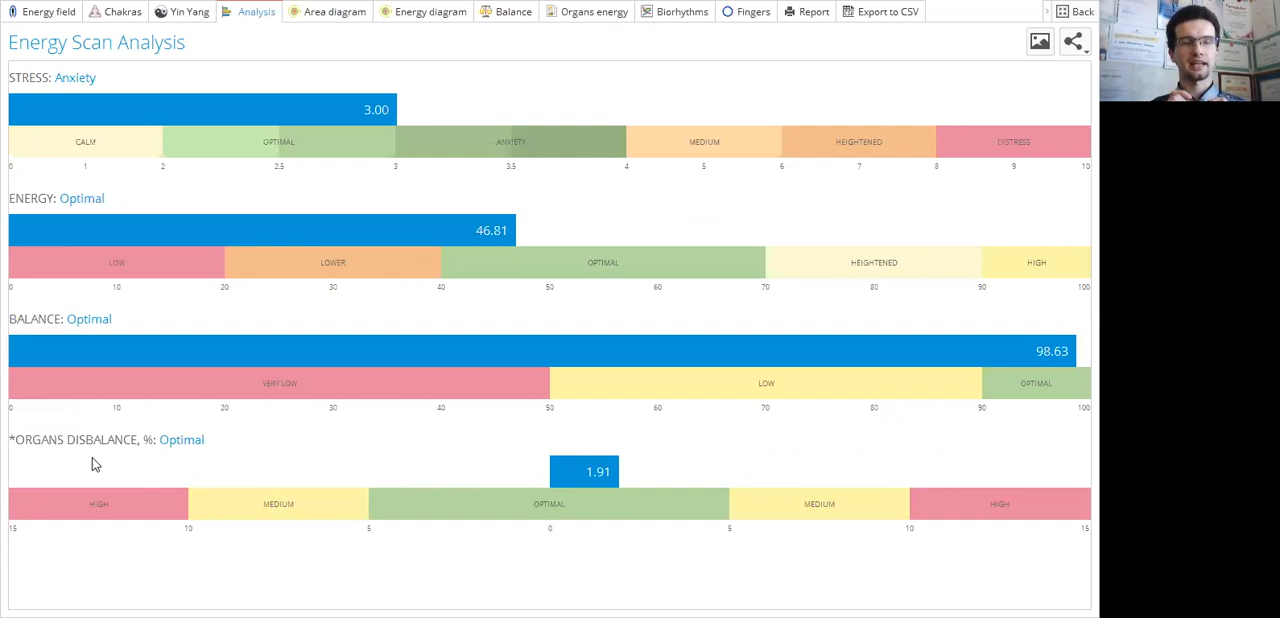 Energy field Chakras Yin Yang Analysis Area diagram Energy diagram Balance Organs energy Biorhythms Fingers Report Export to CSV Back
Energy Scan Analysis
STRESS: Anxiety
3.00
CALM OPTIMAL ANXIETY MEDIUM HEIGHTENED DISTRESS
0 1 2 2.5 3 3.5 4 5 6 7 8 9 10
ENERGY: Optimal
46.81
LOW LOWER OPTIMAL HEIGHTENED HIGH
0 10 20 30 40 50 60 70 80 90 100
BALANCE: Optimal
98.63
VERY LOW LOW OPTIMAL
0 10 20 30 40 50 60 70 80 90 100
*ORGANS DISBALANCE, %: Optimal
1.91
HIGH MEDIUM OPTIMAL MEDIUM HIGH
15 10 5 0 5 10 15